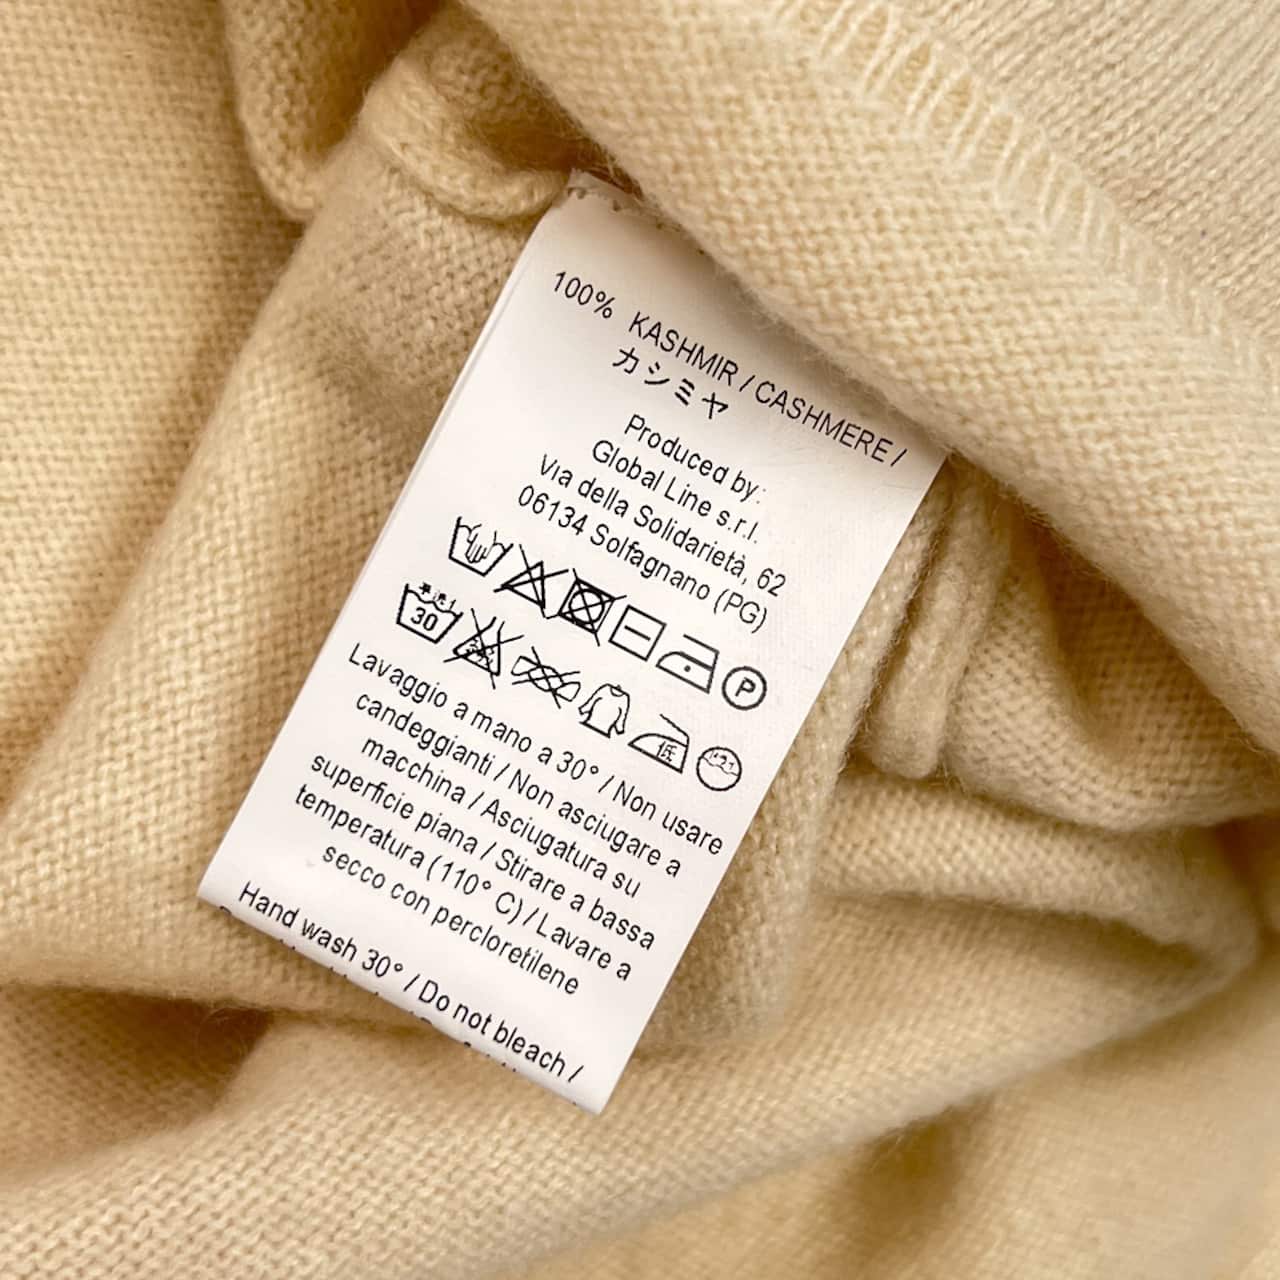 100% KASHMIR / CASHMERE /
カシミヤ
Produced by:
Global Line s.r.l.
Via della Solidarietà, 62
06134 Solfagnano (PG)
P
30
低
Lavaggio a mano a 30° / Non usare
candeggianti / Non asciugare a
macchina / Asciugatura su
superficie piana / Stirare a bassa
temperatura (110° C) / Lavare a
secco con percloretilene
Hand wash 30° / Do not bleach /